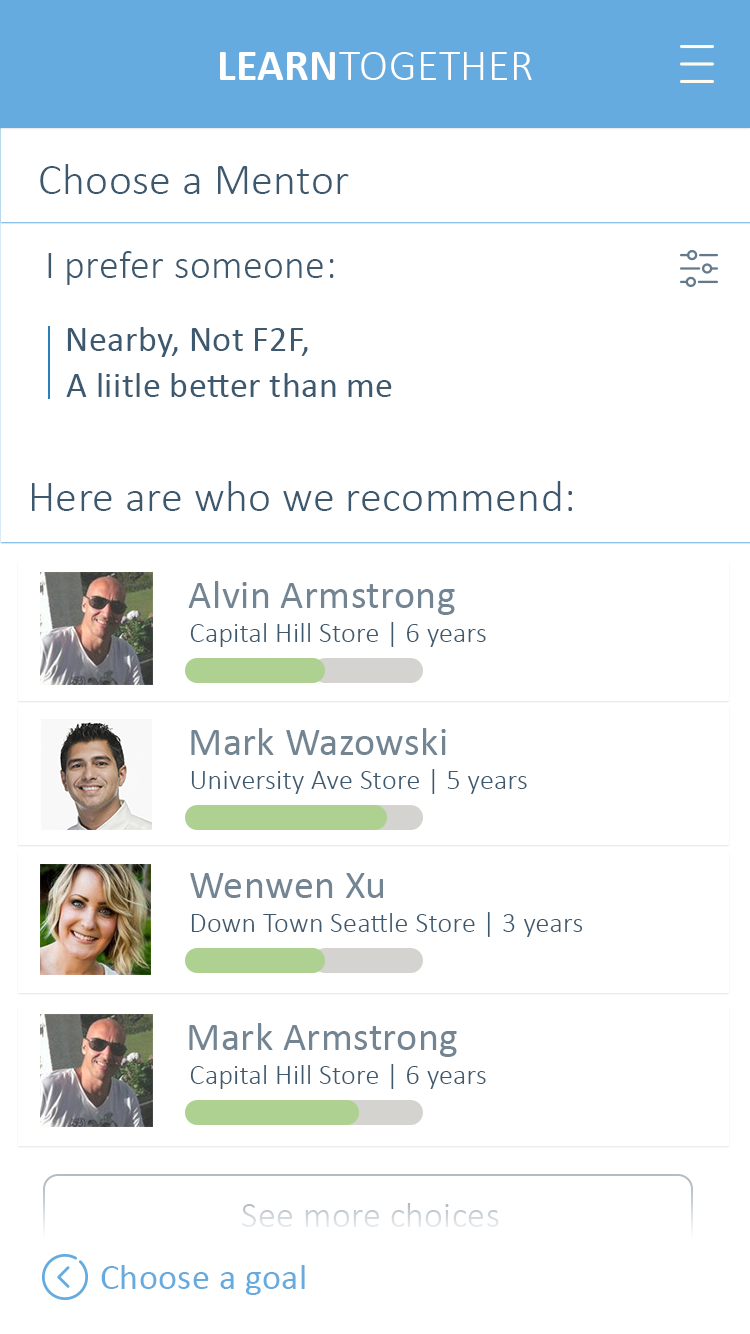 LEARNTOGETHER
Choose a Mentor
I prefer someone:
Nearby, Not F2F,
A liitle better than me
Here are who we recommend:
Alvin Armstrong
Capital Hill Store | 6 years
Mark Wazowski
University Ave Store | 5 years
Wenwen Xu
Down Town Seattle Store | 3 years
Mark Armstrong
Capital Hill Store | 6 years
See more choices
Choose a goal